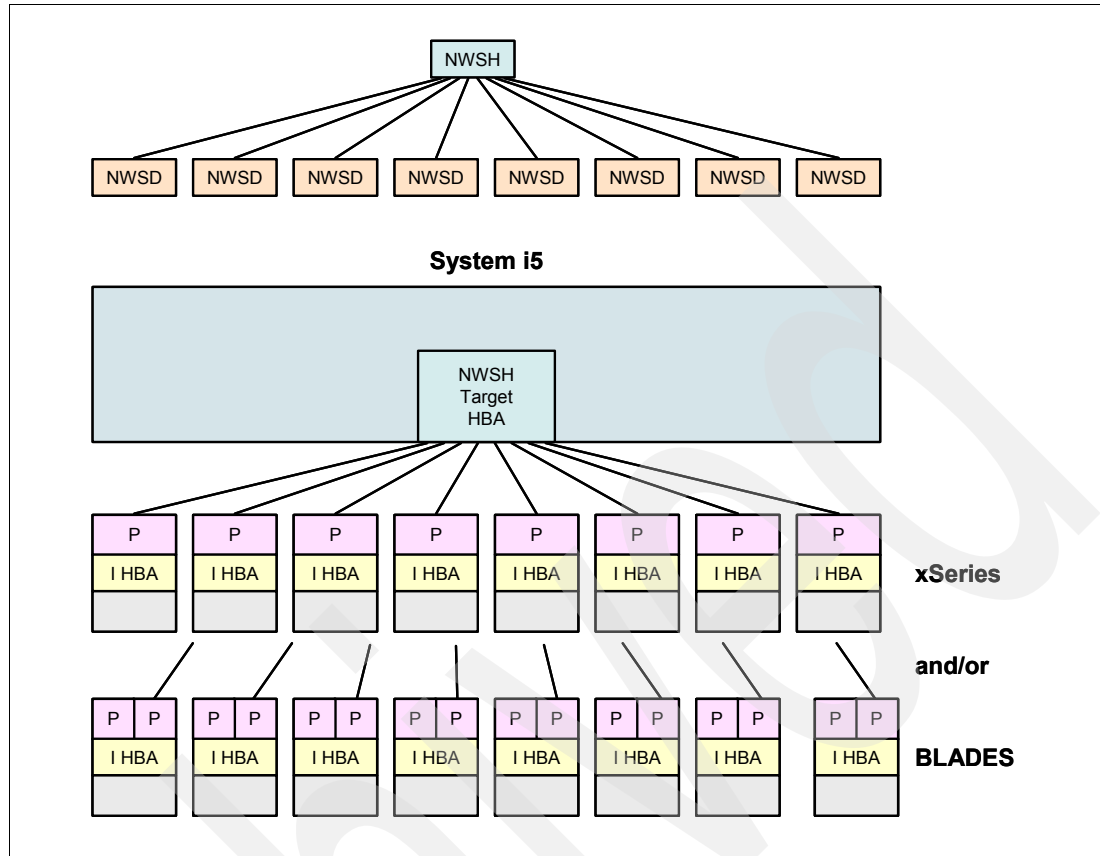 NWSH
NWSD NWSD NWSD NWSD NWSD NWSD NWSD NWSD
System i5
NWSH
Target
HBA
P P P P P P P P
I HBA I HBA I HBA I HBA I HBA I HBA I HBA I HBA
xSeries
and/or
P P P P P P P P P P P P P P P P
I HBA I HBA I HBA I HBA I HBA I HBA I HBA I HBA
BLADES